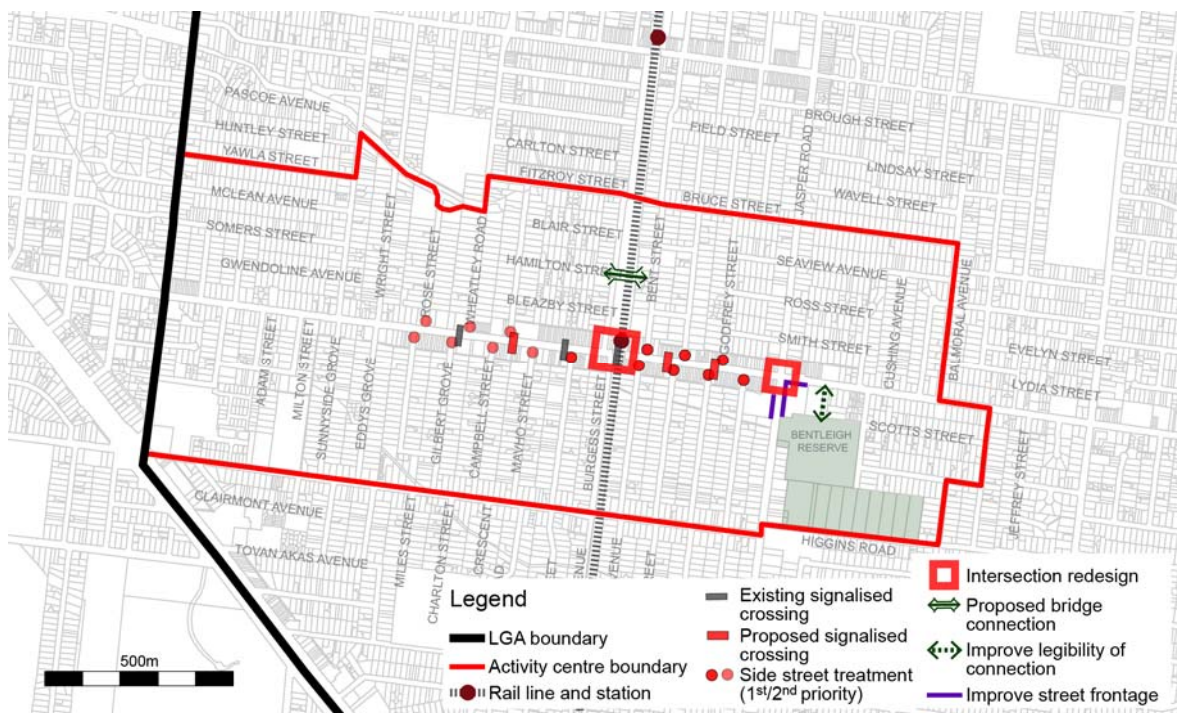 PASCOE AVENUE
HUNTLEY STREET
YAWLA STREET
MCLEAN AVENUE
SOMERS STREET
GWENDOLINE AVENUE
WRIGHT STREET
ROSE STREET
WHEATLEY ROAD
CARLTON STREET
FITZROY STREET
BLAIR STREET
HAMILTON STREET
BLEAZBY STREET
BENT STREET
FIELD STREET
BROUGH STREET
JASPER ROAD
LINDSAY STREET
WAVELL STREET
BRUCE STREET
SEAVIEW AVENUE
ROSS STREET
SMITH STREET
GODFREY STREET
CUSHING AVENUE
BALMORAL AVENUE
EVELYN STREET
LYDIA STREET
SCOTTS STREET
BENTLEIGH
RESERVE
JEFFREY STREET
HIGGINS ROAD
ADAM STREET
MILTON STREET
SUNNYSIDE GROVE
EDDYS GROVE
GILBERT GROVE
CAMPBELL STREET
MAVHO STREET
BURGESS STREET
CLAIRMONT AVENUE
TOVAN AKAS AVENUE
MILES STREET
CHARLTON STREET
CRESCENT
AD
ET
ENUE
AVENUE
STREET
500m
Legend
LGA boundary
Activity centre boundary
Rail line and station
Existing signalised
crossing
Proposed signalised
crossing
Side street treatment
(1st/2nd priority)
Intersection redesign
Proposed bridge
connection
Improve legibility of
connection
Improve street frontage